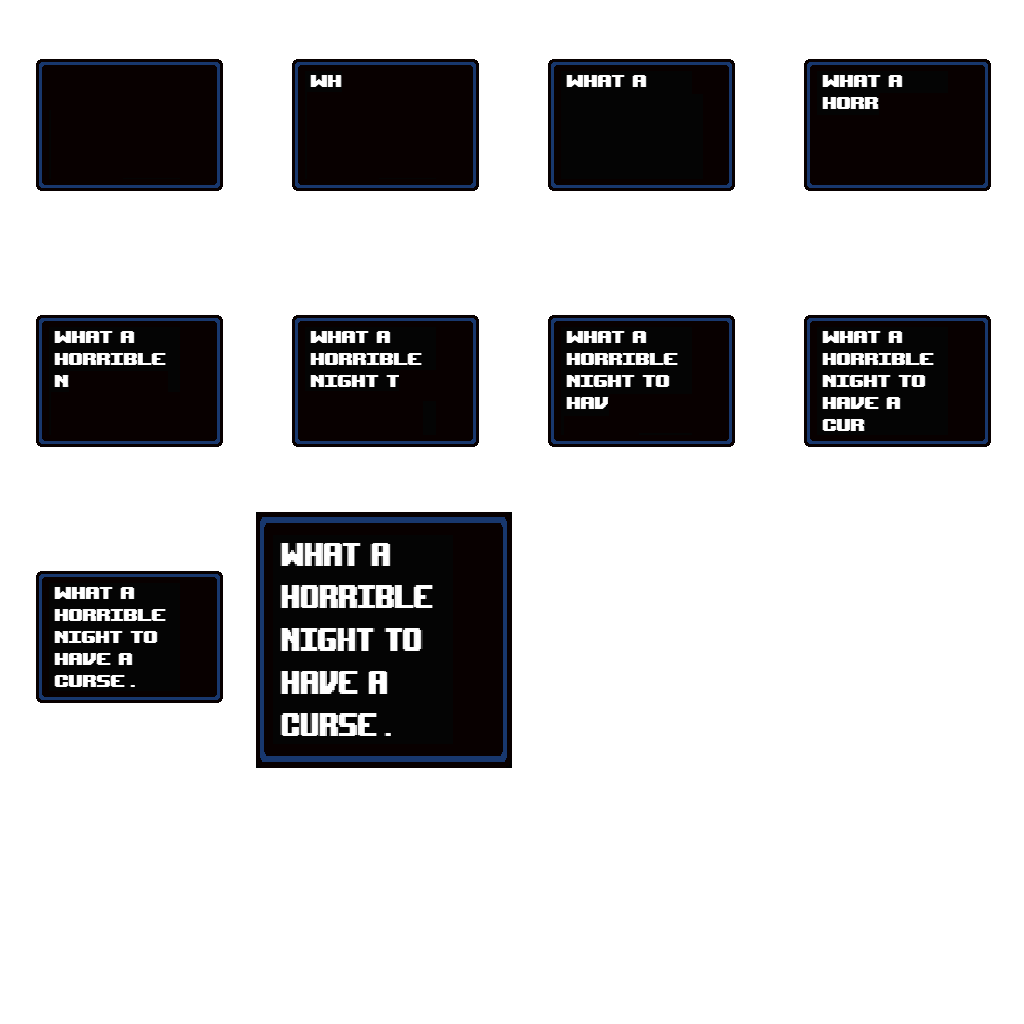 WH
WHAT A
WHAT A
HORR
WHAT A
HORRIBLE
N
WHAT A
HORRIBLE
NIGHT T
WHAT A
HORRIBLE
NIGHT TO
HAV
WHAT A
HORRIBLE
NIGHT TO
HAVE A
CUR
WHAT A
HORRIBLE
NIGHT TO
HAVE A
CURSE.
WHAT A
HORRIBLE
NIGHT TO
HAVE A
CURSE.